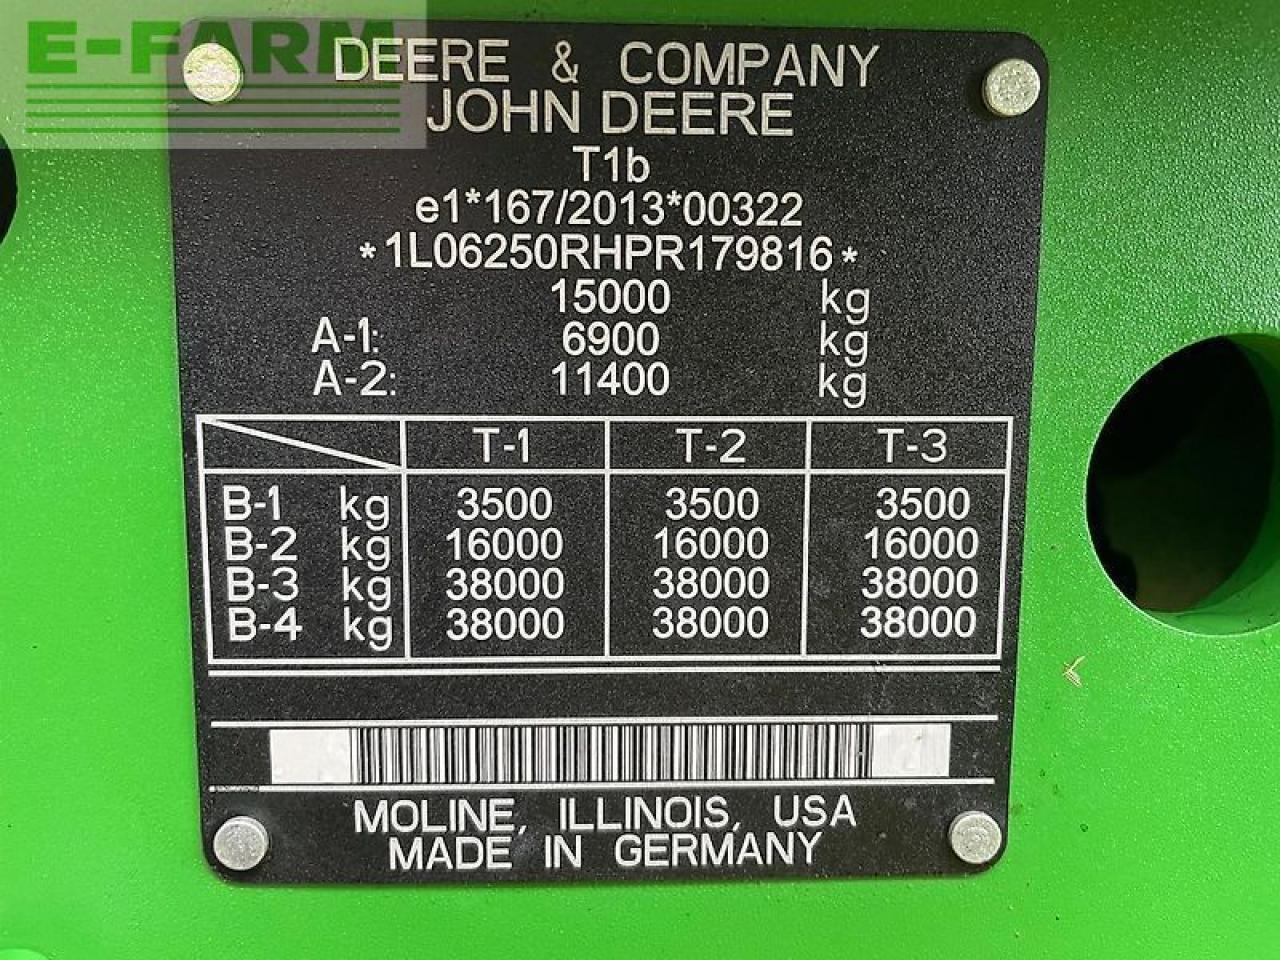 E-FARM
DEERE & COMPANY
JOHN DEERE
T1b
e1*167/2013*00322
*1L06250RHPR179816*
15000 kg
A-1: 6900 kg
A-2: 11400 kg
T-1 T-2 T-3
B-1 kg 3500 3500 3500
B-2 kg 16000 16000 16000
B-3 kg 38000 38000 38000
B-4 kg 38000 38000 38000
MOLINE, ILLINOIS, USA
MADE IN GERMANY